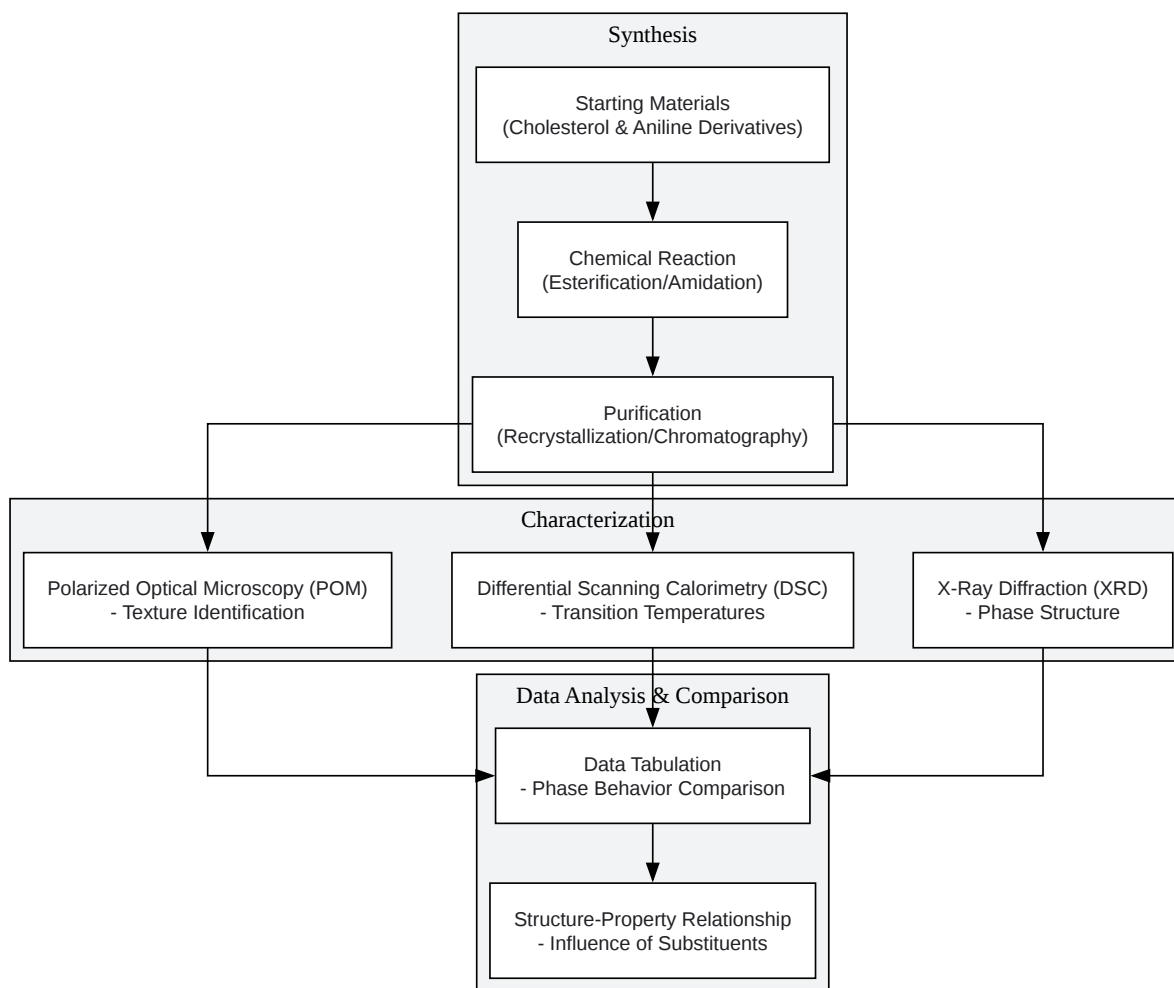 Synthesis
Starting Materials
(Cholesterol & Aniline Derivatives)
Chemical Reaction
(Esterification/Amidation)
Purification
(Recrystallization/Chromatography)
Characterization
Polarized Optical Microscopy (POM)
- Texture Identification
Differential Scanning Calorimetry (DSC)
- Transition Temperatures
X-Ray Diffraction (XRD)
- Phase Structure
Data Analysis & Comparison
Data Tabulation
- Phase Behavior Comparison
Structure-Property Relationship
- Influence of Substituents